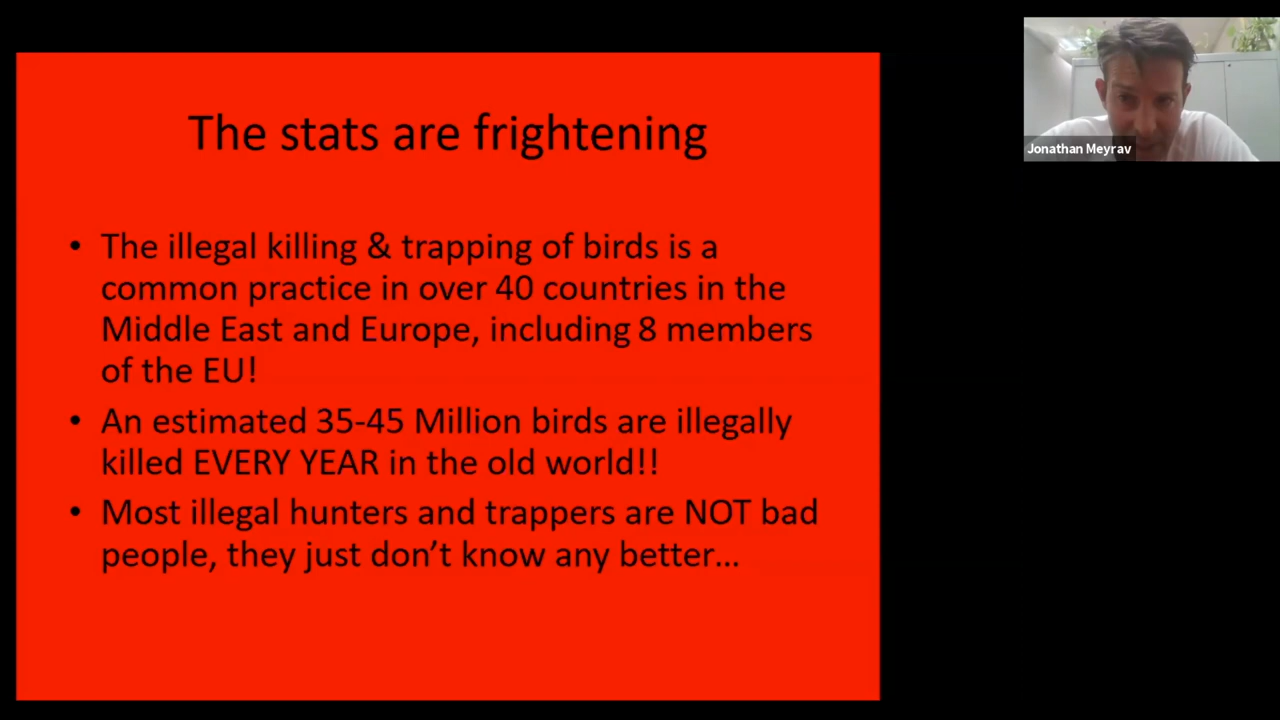 The stats are frightening
• The illegal killing & trapping of birds is a
common practice in over 40 countries in the
Middle East and Europe, including 8 members
of the EU!
• An estimated 35-45 Million birds are illegally
killed EVERY YEAR in the old world!!
• Most illegal hunters and trappers are NOT bad
people, they just don’t know any better…
Jonathan Meyrav